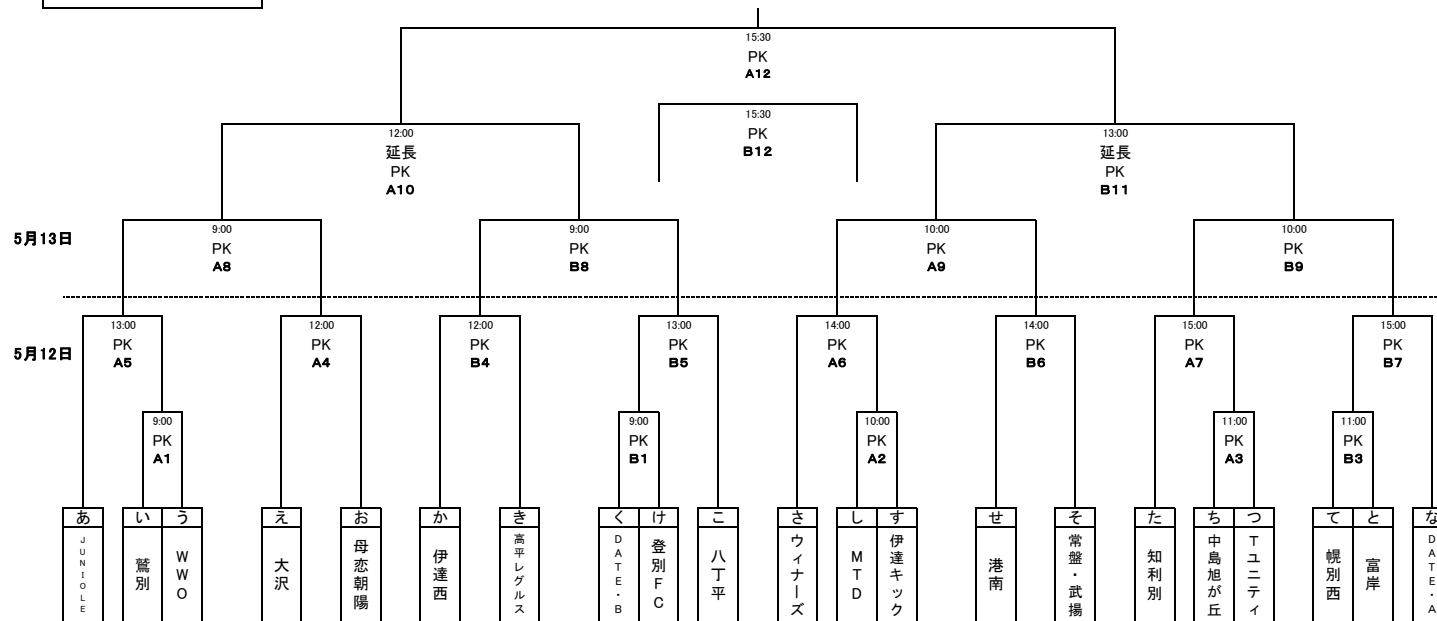 15:30
PK
A12
15:30
PK
B12
12:00
延長
PK
A10
13:00
延長
PK
B11
5月13日
9:00
PK
A8
9:00
PK
B8
10:00
PK
A9
10:00
PK
B9
5月12日
13:00
PK
A5
12:00
PK
A4
12:00
PK
B4
13:00
PK
B5
14:00
PK
A6
14:00
PK
B6
15:00
PK
A7
15:00
PK
B7
9:00
PK
A1
9:00
PK
B1
10:00
PK
A2
11:00
PK
A3
11:00
PK
B3
あ
い
う
え
お
か
き
く
け
こ
さ
し
す
せ
そ
た
ち
つ
て
と
な
JUNIOLE
鷲別
WWO
大沢
母恋朝陽
伊達西
高平レグルス
DATE・B
登別FC
八丁平
ウィナーズ
MTD
伊達キック
港南
常盤・武揚
知利別
中島旭が丘
Tユニティ
幌別西
富岸
DATE・A